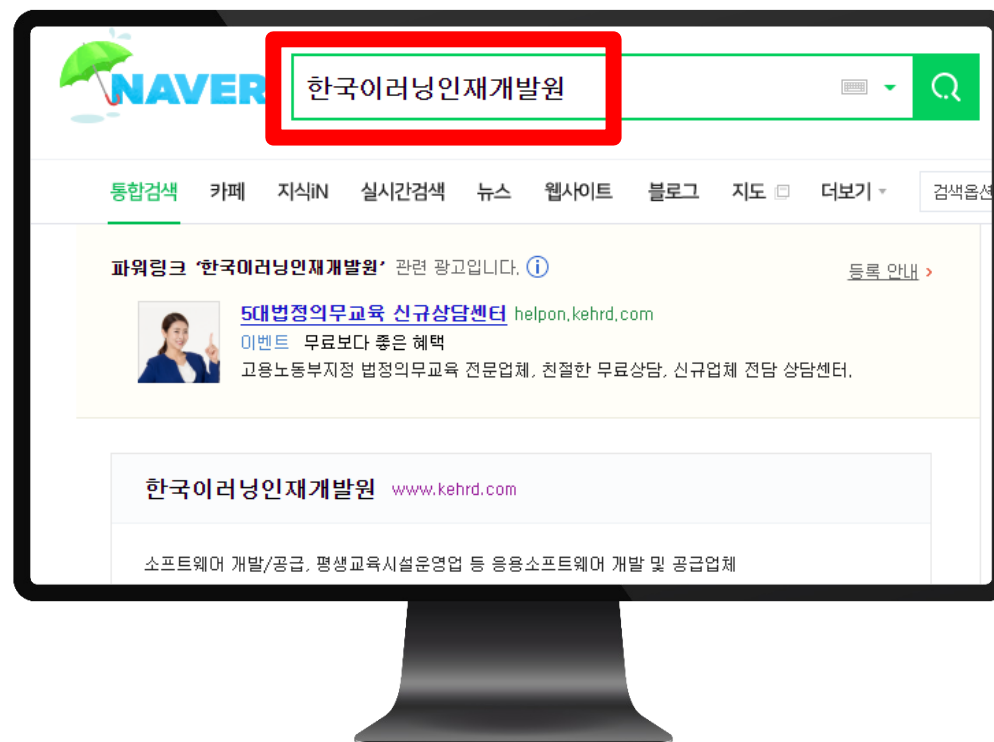 NAVER
한국이러닝인재개발원
통합검색 카페 지식iN 실시간검색 뉴스 웹사이트 블로그 지도 더보기 검색옵션
파워링크 '한국이러닝인재개발원' 관련 광고입니다. 등록 안내
5대법정의무교육 신규상담센터 helpon.kehrd.com
이벤트 무료보다 좋은 혜택
고용노동부지정 법정의무교육 전문업체, 친절한 무료상담, 신규업체 전담 상담센터.
한국이러닝인재개발원 www.kehrd.com
소프트웨어 개발/공급, 평생교육시설운영업 등 응용소프트웨어 개발 및 공급업체